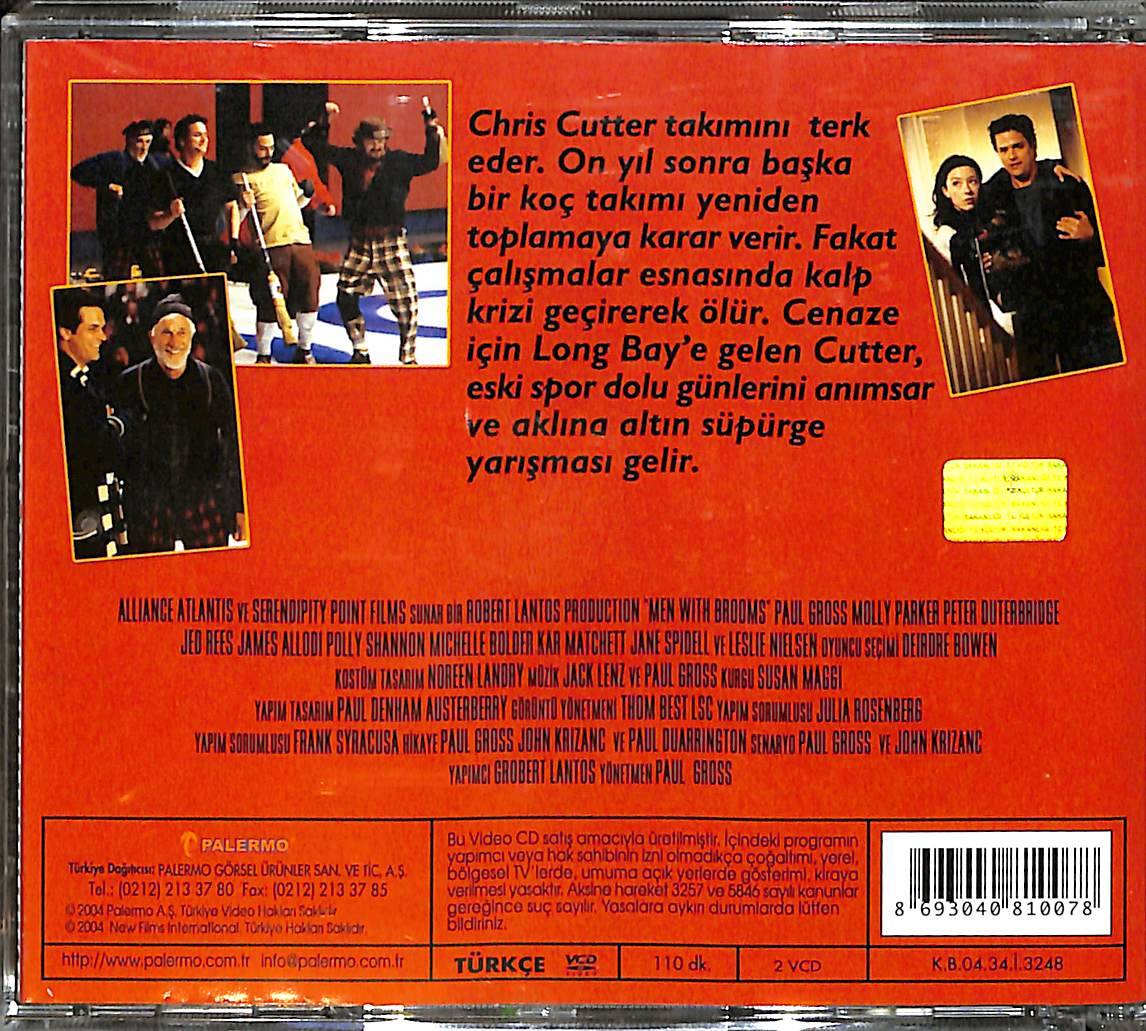 Chris Cutter takımını terk
eder. On yıl sonra başka
bir koç takımı yeniden
toplamaya karar verir. Fakat
çalışmalar esnasında kalp
krizi geçirerek ölür. Cenaze
için Long Bay'e gelen Cutter,
eski spor dolu günlerini anımsar
ve aklına altın süpürge
yarışması gelir.
ALLIANCE ATLANTIS VE SERENDIPITY POINT FILMS SUNAR BİR ROBERT LANTOS PRODUCTION "MEN WITH BROOMS" PAUL GROSS MOLLY PARKER PETER OUTERBRIDGE
JED REES JAMES ALLODI POLLY SHANNON MICHELLE BOLDER KAR MATCHETT JANE SPIDELL VE LESLIE NIELSEN OYUNCU SEÇİMİ DEIRDRE BOWEN
KOSTÜM TASARIM NOREEN LANDRY MÜZİK JACK LENZ VE PAUL GROSS KURGU SUSAN MAGGI
YAPIM TASARIM PAUL DENHAM AUSTERBERRY GÖRÜNTÜ YÖNETMENİ THOM BEST LSC YAPIM SORUMLUSU JULIA ROSENBERG
YAPIM SORUMLUSU FRANK SYRACUSA HİKAYE PAUL GROSS JOHN KRIZANC VE PAUL DUARRINGTON SENARYO PAUL GROSS VE JOHN KRIZANC
YAPIMCI GROBERT LANTOS YÖNETMEN PAUL GROSS
PALERMO
Türkiye Dağıtıcısı: PALERMO GÖRSEL ÜRÜNLER SAN. VE TİC. A.Ş.
Tel.: (0212) 213 37 80 Fax: (0212) 213 37 85
© 2004 Palermo A.Ş. Türkiye Video Hakları Saklıdır
© 2004 New Films International. Türkiye Hakları Saklıdır.
http://www.palermo.com.tr info@palermo.com.tr
Bu Video CD satış amacıyla üretilmiştir. İçindeki programın
yapımcı veya hak sahibinin izni olmadıkça çoğaltımı, yerel,
bölgesel TV'lerde, umuma açık yerlerde gösterimi, kiraya
verilmesi yasaktır. Aksine hareket 3257 ve 5846 sayılı kanunlar
gereğince suç sayılır. Yasalara aykırı durumlarda lütfen
bildiriniz.
TÜRKÇE VCD
110 dk.
2 VCD
8 693040 810078
K.B.04.34.İ.3248